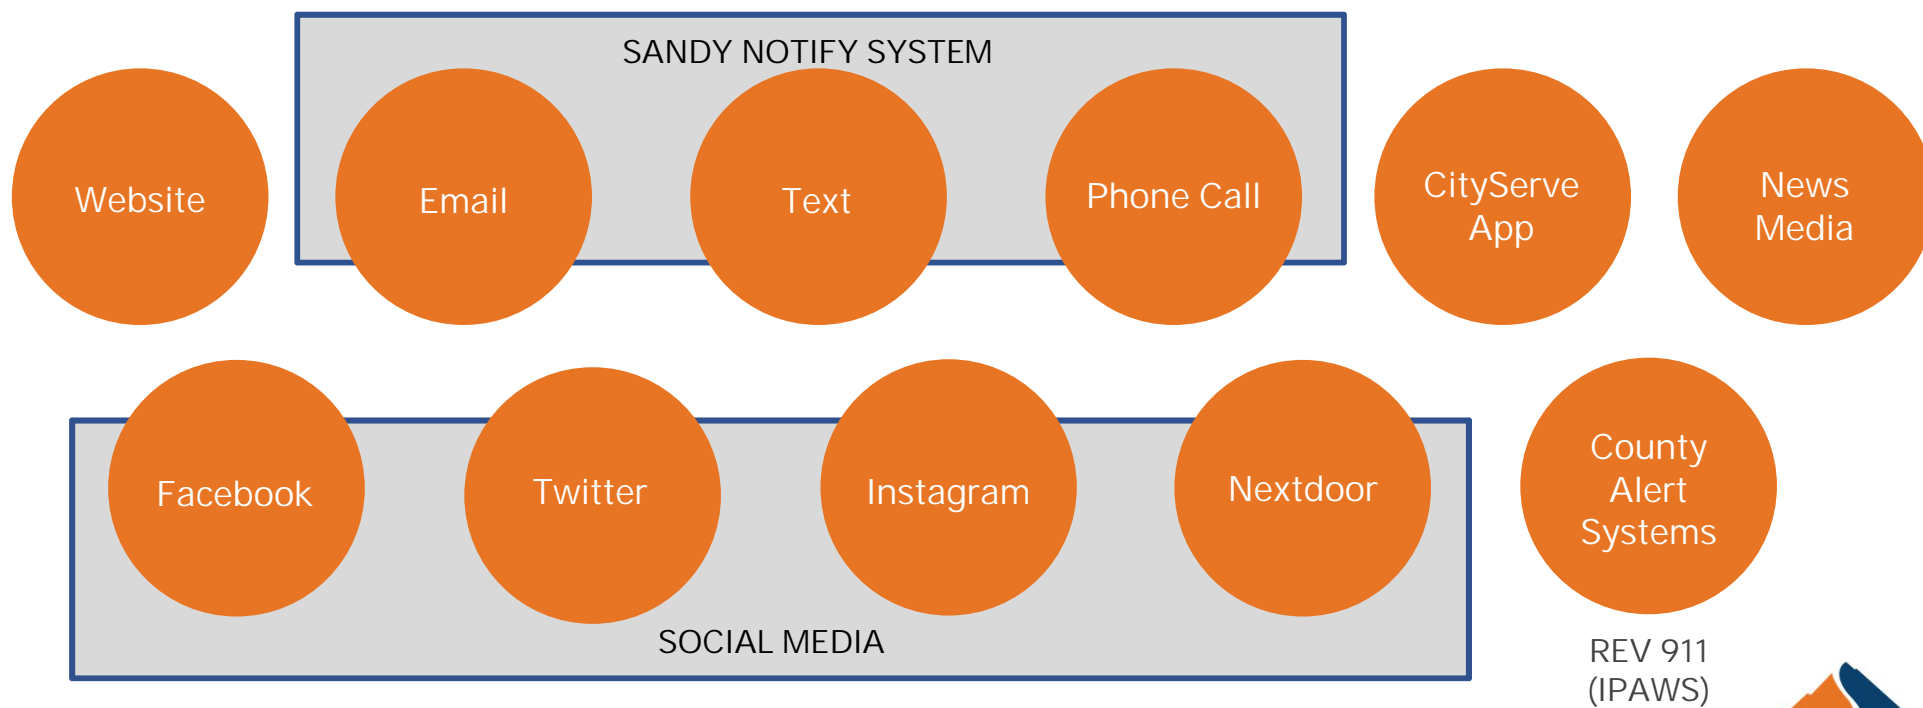 SANDY NOTIFY SYSTEM
Website
Email
Text
Phone Call
CityServe
App
News
Media
Facebook
Twitter
Instagram
Nextdoor
County
Alert
Systems
SOCIAL MEDIA
REV 911
(IPAWS)